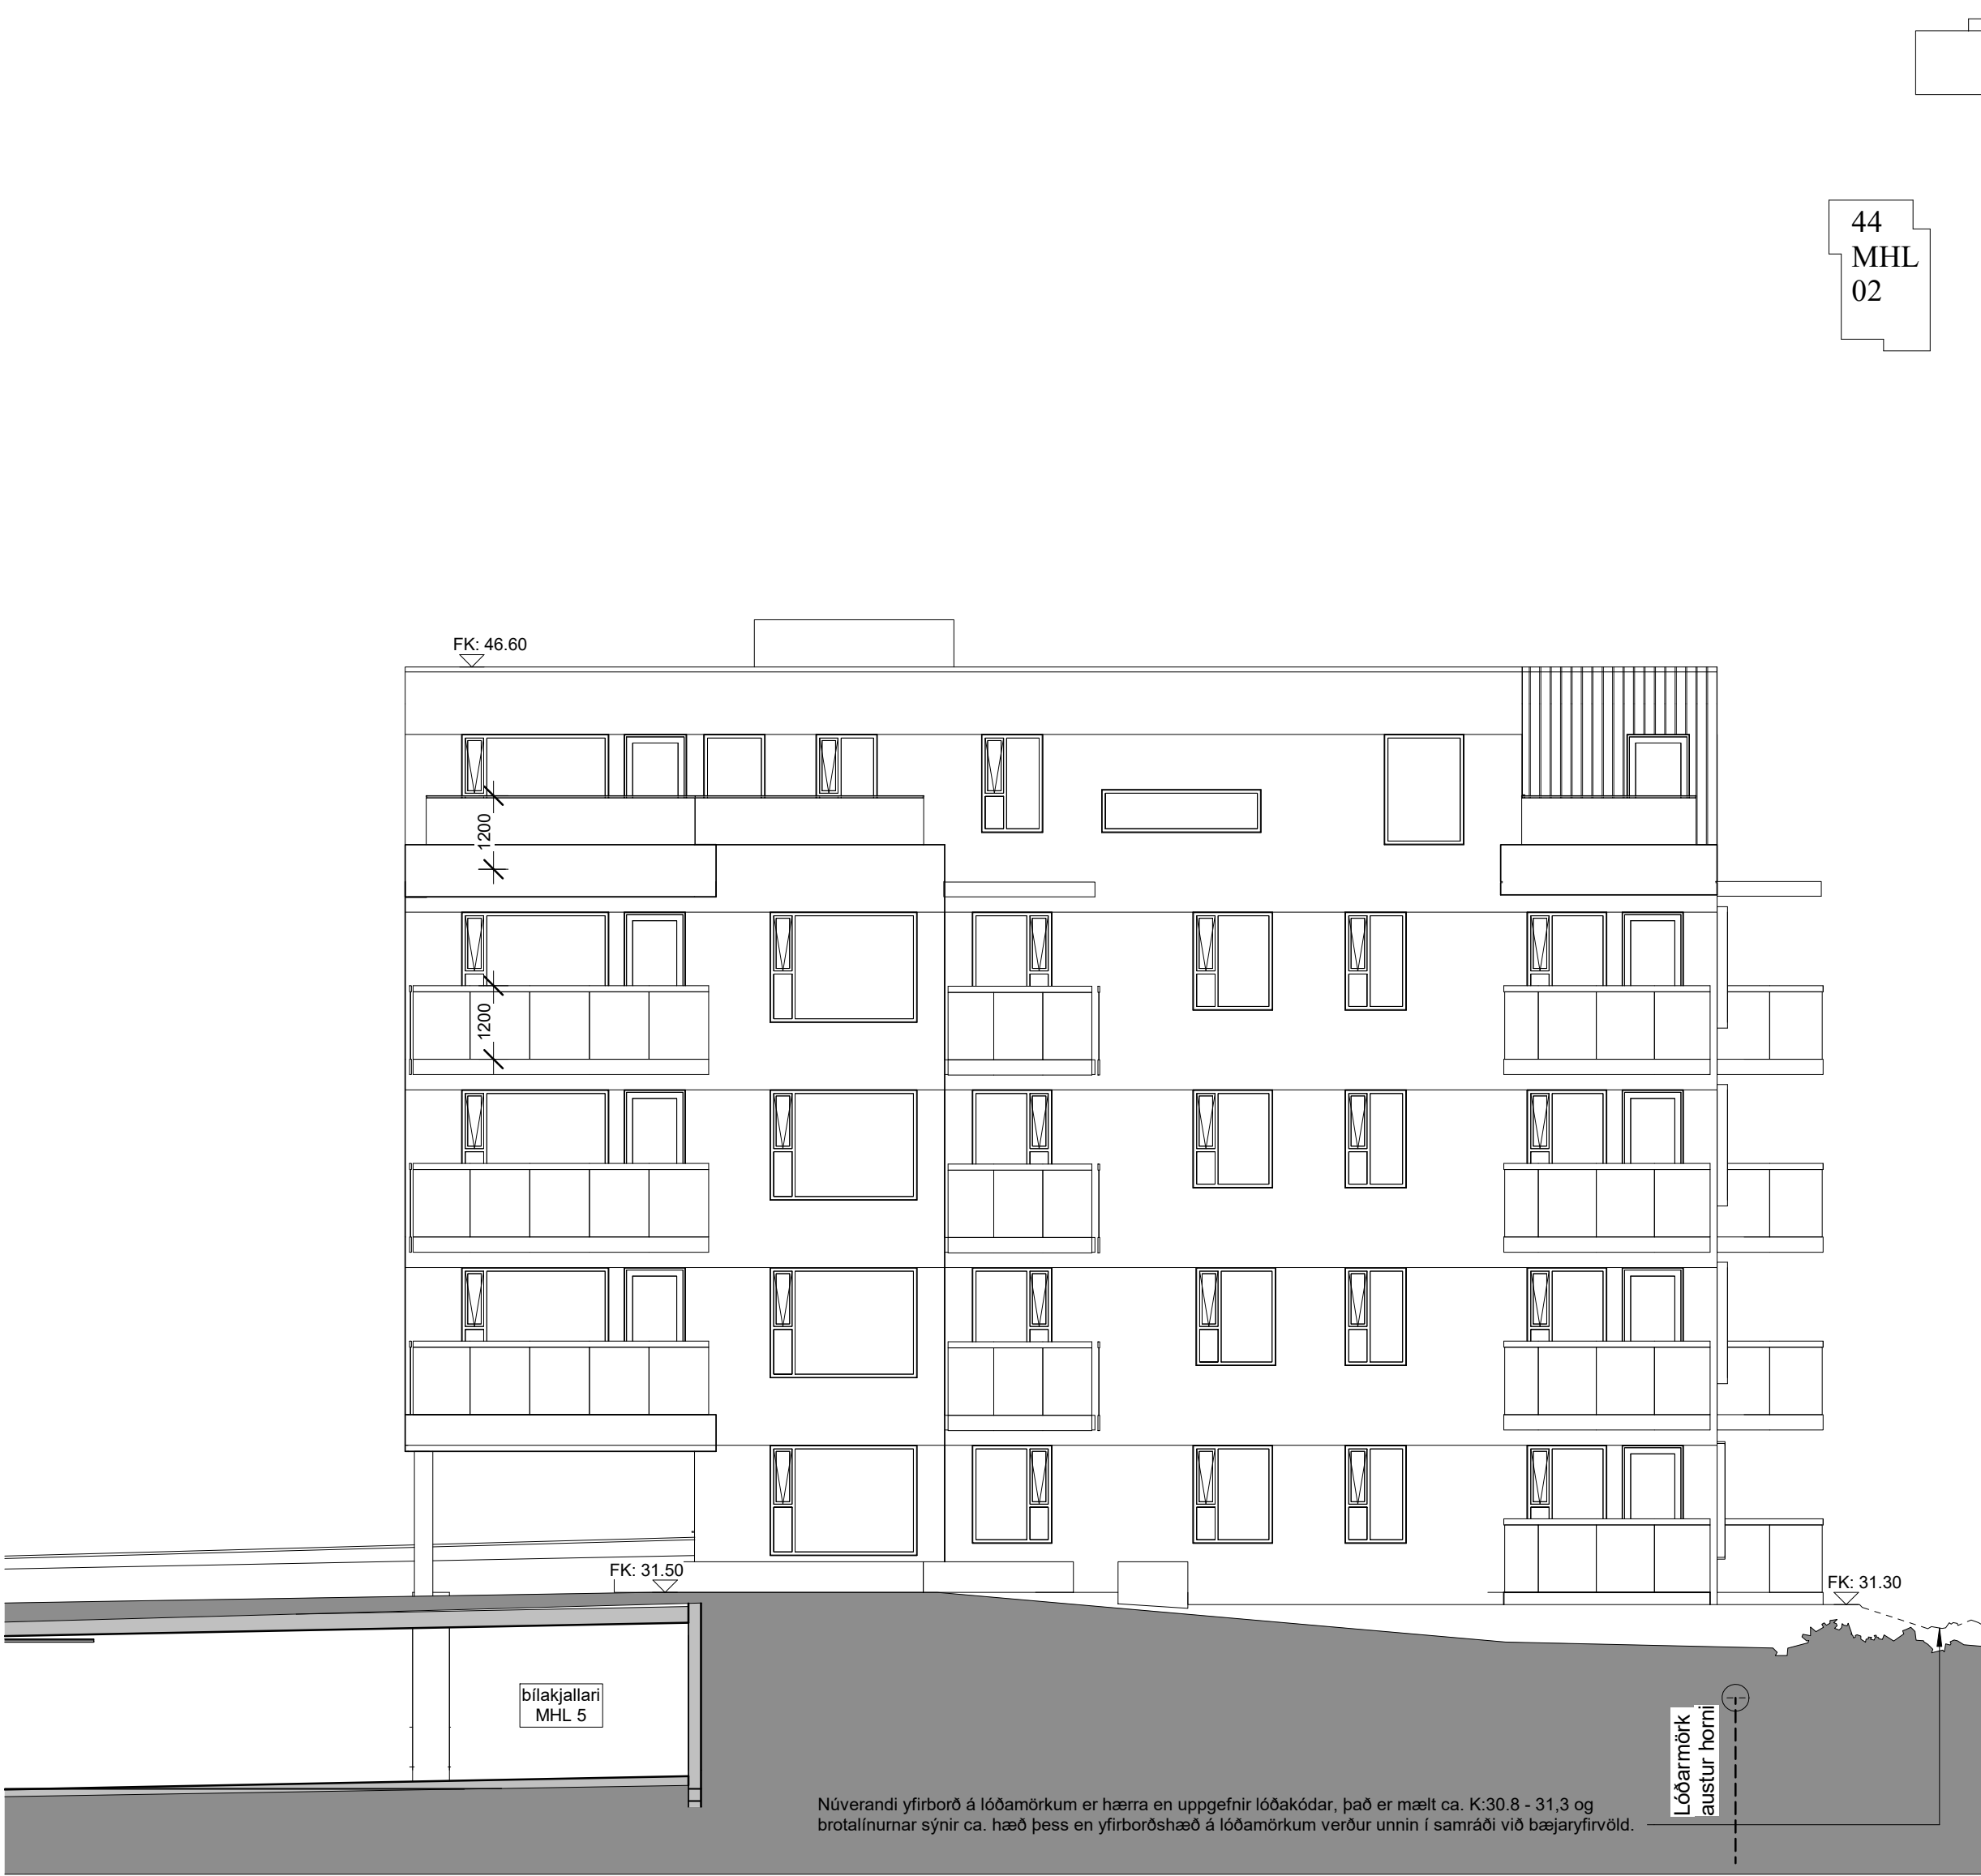 44
MHL
02
FK: 46.60
1200
1200
FK: 31.50
FK: 31.30
bílakjallari
MHL 5
Lóðarmörk
austur horni
Núverandi yfirborð á lóðamörkum er hærra en uppgefnir lóðakódar, það er mælt ca. K:30.8 - 31,3 og
brotalínurnar sýnir ca. hæð þess en yfirborðshæð á lóðamörkum verður unnin í samráði við bæjaryfirvöld.